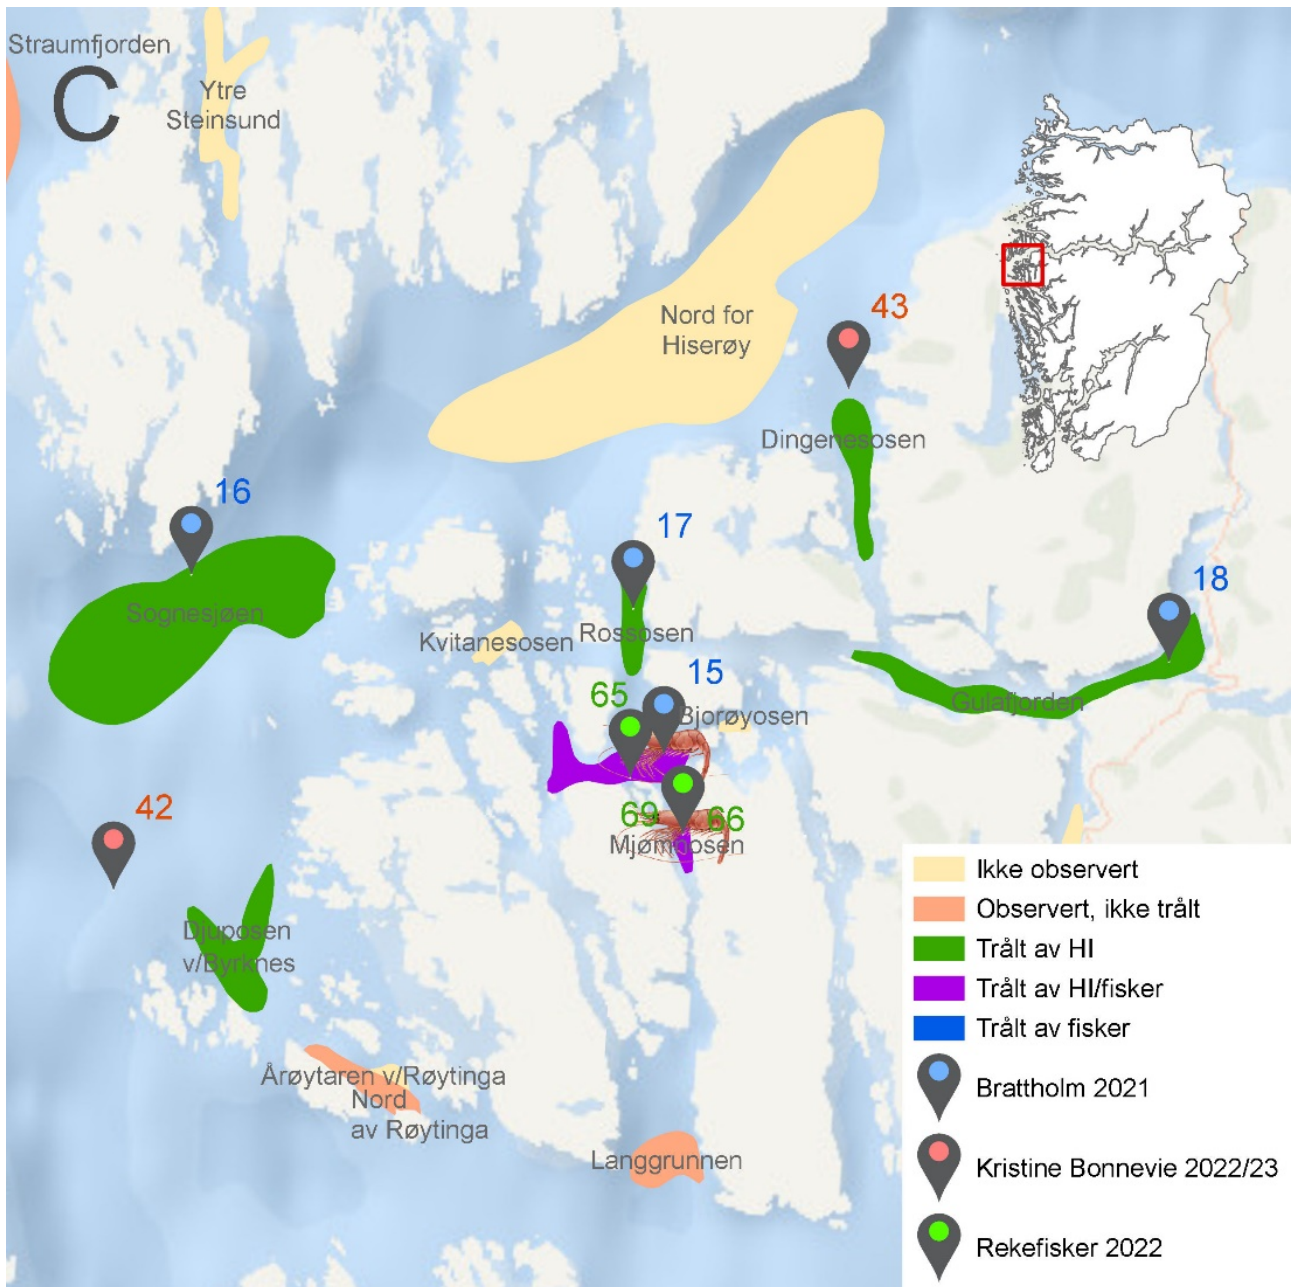 Straumfjorden
C
Ytre
Steinsund
Nord for
Hiserøy
43
Dingenesosen
16
17
18
Sognesjøen
Kvitanesosen
Rossosen
15
65
Bjorøyosen
Gulafjorden
42
69
66
Mjømnosen
Djuposen
v/Byrknes
Årøytaren v/Røytinga
Nord
av Røytinga
Langgrunnen
Ikke observert
Observert, ikke trålt
Trålt av HI
Trålt av HI/fisker
Trålt av fisker
Brattholm 2021
Kristine Bonnevie 2022/23
Rekefisker 2022